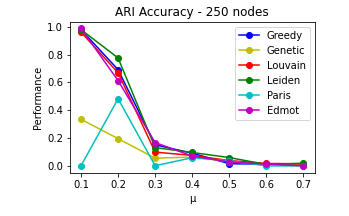 ARI Accuracy - 250 nodes
Performance
1.0
0.8
0.6
0.4
0.2
0.0
Greedy
Genetic
Louvain
Leiden
Paris
Edmot
0.1 0.2 0.3 0.4 0.5 0.6 0.7
μ